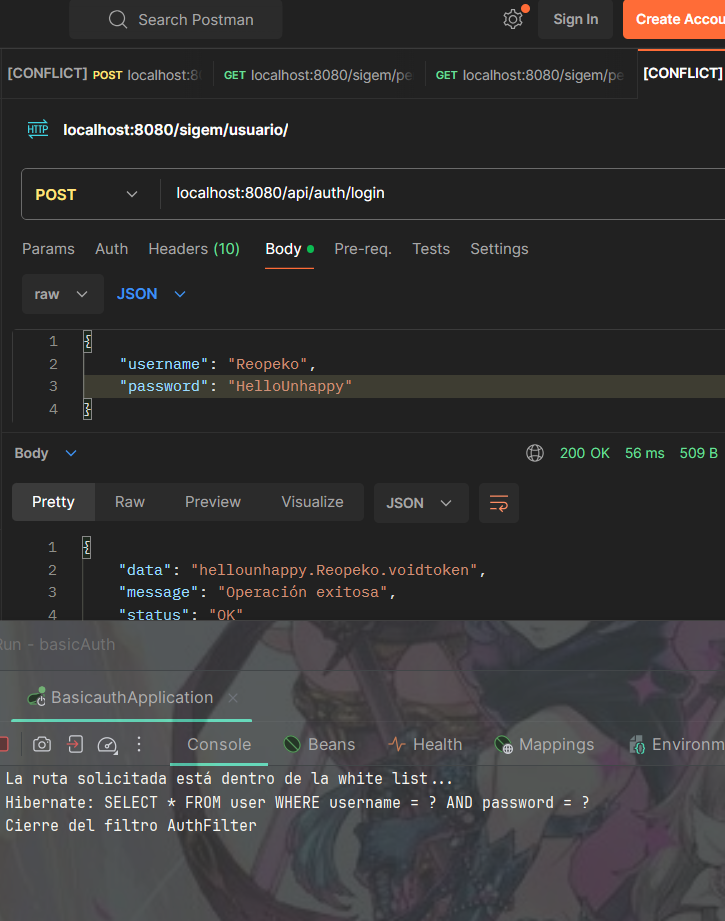 Search Postman
Sign In
Create Accou
[CONFLICT] POST localhost:8
GET localhost:8080/sigem/pe
GET localhost:8080/sigem/pe
[CONFLICT]
HTTP localhost:8080/sigem/usuario/
POST localhost:8080/api/auth/login
Params Auth Headers (10) Body Pre-req. Tests Settings
raw JSON
1 {
2 "username": "Reopeko",
3 "password": "HelloUnhappy"
4 }
Body 200 OK 56 ms 509 B
Pretty Raw Preview Visualize JSON
1 {
2 "data": "hellounhappy.Reopeko.voidtoken",
3 "message": "Operación exitosa",
4 "status": "OK"
Run - basicAuth
BasicauthApplication
Console Beans Health Mappings Environm
La ruta solicitada está dentro de la white list...
Hibernate: SELECT * FROM user WHERE username = ? AND password = ?
Cierre del filtro AuthFilter